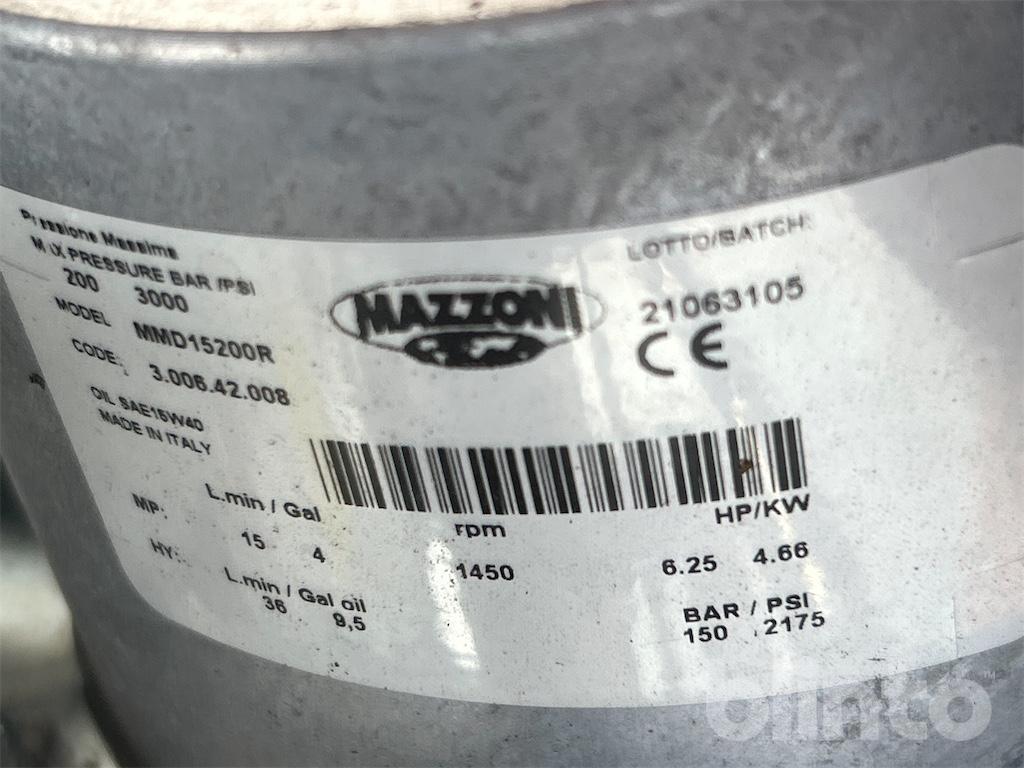 Pressione Massima
MAX PRESSURE BAR /PSI
200 3000
MODEL MMD15200R
CODE: 3.006.42.008
OIL SAE15W40
MADE IN ITALY
MAZZONI
LOTTO/BATCH:
21063105
CE
L.min / Gal rpm HP/KW
MP: 15 4 1450 6.25 4.66
HY: L.min / Gal oil BAR / PSI
36 9,5 150 2175
blinto™